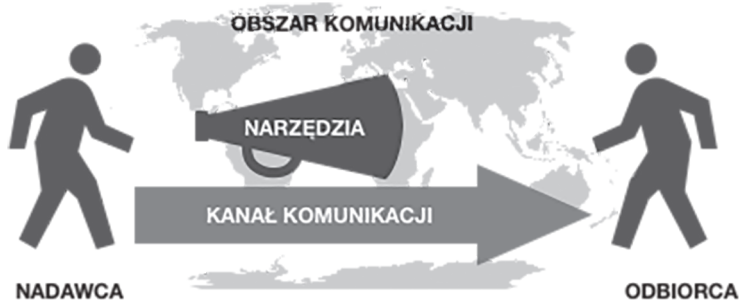 OBSZAR KOMUNIKACJI
NARZĘDZIA
KANAŁ KOMUNIKACJI
NADAWCA
ODBIORCA